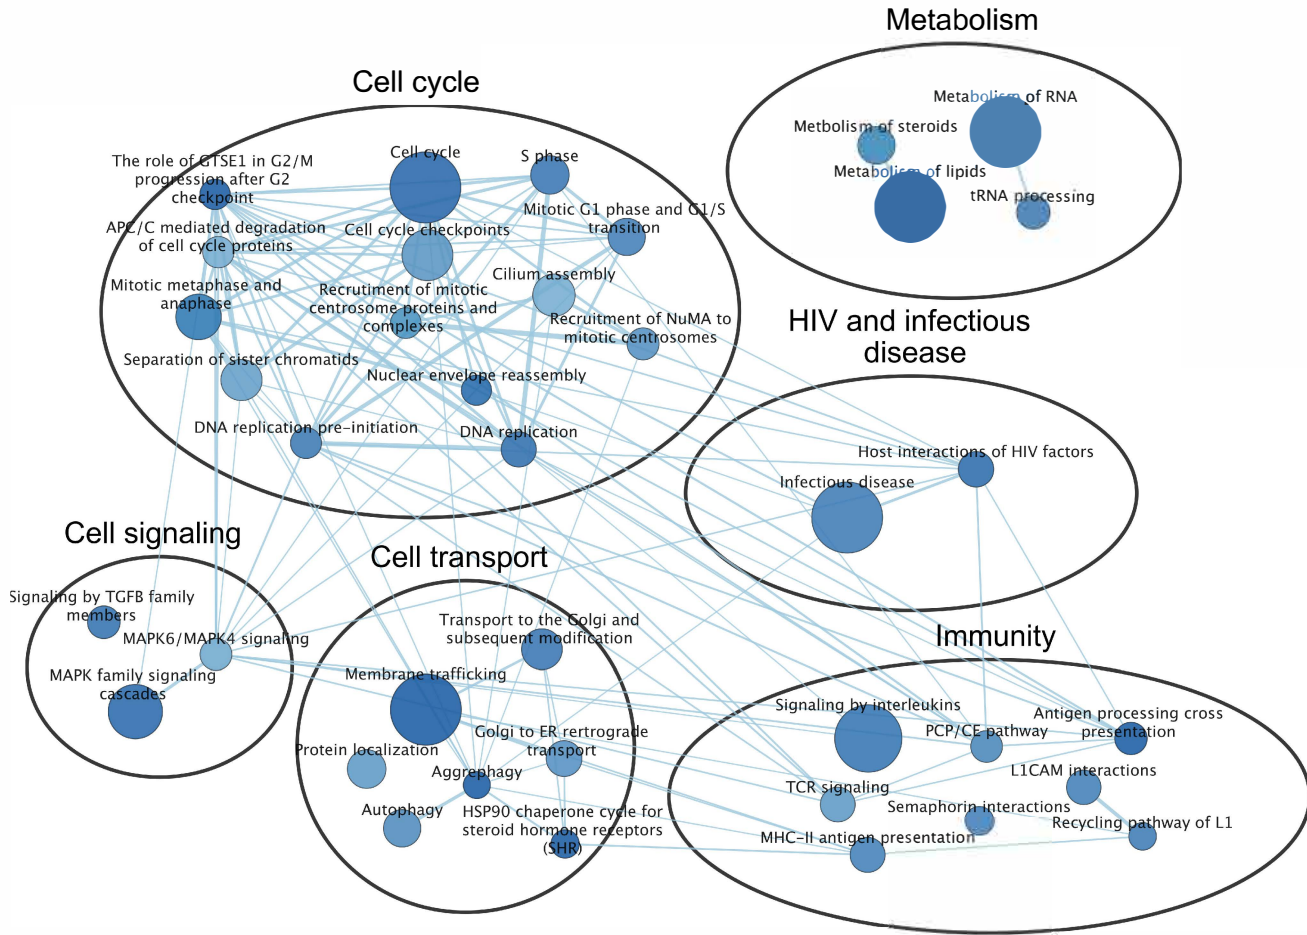 Metabolism
Metabolism of RNA
Metbolism of steroids
Metabolism of lipids
tRNA processing
Cell cycle
Cell cycle
S phase
The role of GTSE1 in G2/M
progression after G2
checkpoint
Mitotic G1 phase and G1/S
transition
APC/C mediated degradation
of cell cycle proteins
Cell cycle checkpoints
Cilium assembly
Mitotic metaphase and
anaphase
Recrutiment of mitotic
centrosome proteins and
complexes
Recruitment of NuMA to
mitotic centrosomes
Separation of sister chromatids
Nuclear envelope reassembly
DNA replication pre-initiation
DNA replication
HIV and infectious
disease
Host interactions of HIV factors
Infectious disease
Cell signaling
Signaling by TGFB family
members
MAPK6/MAPK4 signaling
MAPK family signaling
cascades
Cell transport
Transport to the Golgi and
subsequent modification
Membrane trafficking
Golgi to ER rertrograde
transport
Protein localization
Aggrephagy
Autophagy
HSP90 chaperone cycle for
steroid hormone receptors
(SHR)
Immunity
Signaling by interleukins
PCP/CE pathway
Antigen processing cross
presentation
L1CAM interactions
TCR signaling
Semaphorin interactions
Recycling pathway of L1
MHC-II antigen presentation